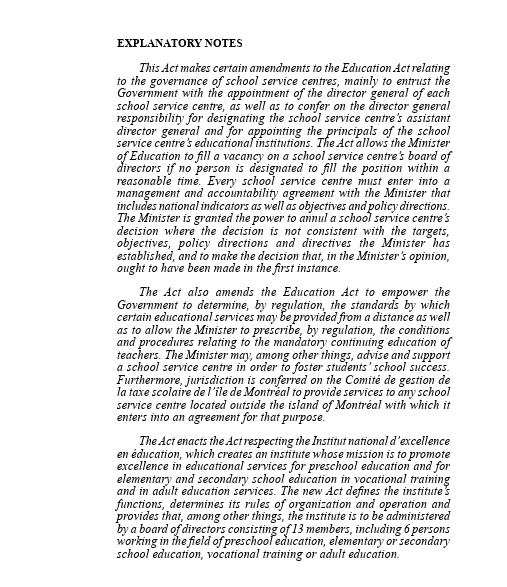 EXPLANATORY NOTES
This Act makes certain amendments to the Education Act relating
to the governance of school service centres, mainly to entrust the
Government with the appointment of the director general of each
school service centre, as well as to confer on the director general
responsibility for designating the school service centre's assistant
director general and for appointing the principals of the school
service centre's educational institutions. The Act allows the Minister
of Education to fill a vacancy on a school service centre's board of
directors if no person is designated to fill the position within a
reasonable time. Every school service centre must enter into a
management and accountability agreement with the Minister that
includes national indicators as well as objectives and policy directions.
The Minister is granted the power to annul a school service centre's
decision where the decision is not consistent with the targets,
objectives, policy directions and directives the Minister has
established, and to make the decision that, in the Minister's opinion,
ought to have been made in the first instance.
The Act also amends the Education Act to empower the
Government to determine, by regulation, the standards by which
certain educational services may be provided from a distance as well
as to allow the Minister to prescribe, by regulation, the conditions
and procedures relating to the mandatory continuing education of
teachers. The Minister may, among other things, advise and support
a school service centre in order to foster students' school success.
Furthermore, jurisdiction is conferred on the Comité de gestion de
la taxe scolaire de l'île de Montréal to provide services to any school
service centre located outside the island of Montréal with which it
enters into an agreement for that purpose.
The Act enacts the Act respecting the Institut national d'excellence
en éducation, which creates an institute whose mission is to promote
excellence in educational services for preschool education and for
elementary and secondary school education in vocational training
and in adult education services. The new Act defines the institute's
functions, determines its rules of organization and operation and
provides that, among other things, the institute is to be administered
by a board of directors consisting of 13 members, including 6 persons
working in the field of preschool education, elementary or secondary
school education, vocational training or adult education.